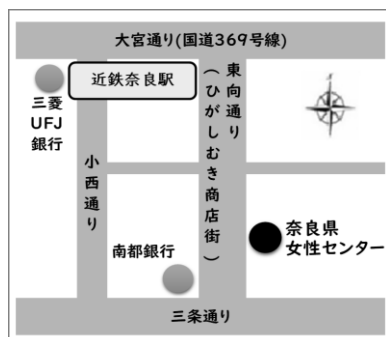 大宮通り(国道369号線)
近鉄奈良駅
三菱
UFJ
銀行
小西通り
東向通り
(ひがしむき商店街)
南都銀行
奈良県
女性センター
三条通り